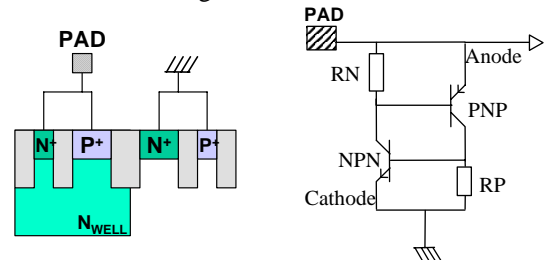 PAD
N+ P+ N+ P+
NWELL
PAD
Anode
RN
PNP
NPN
RP
Cathode